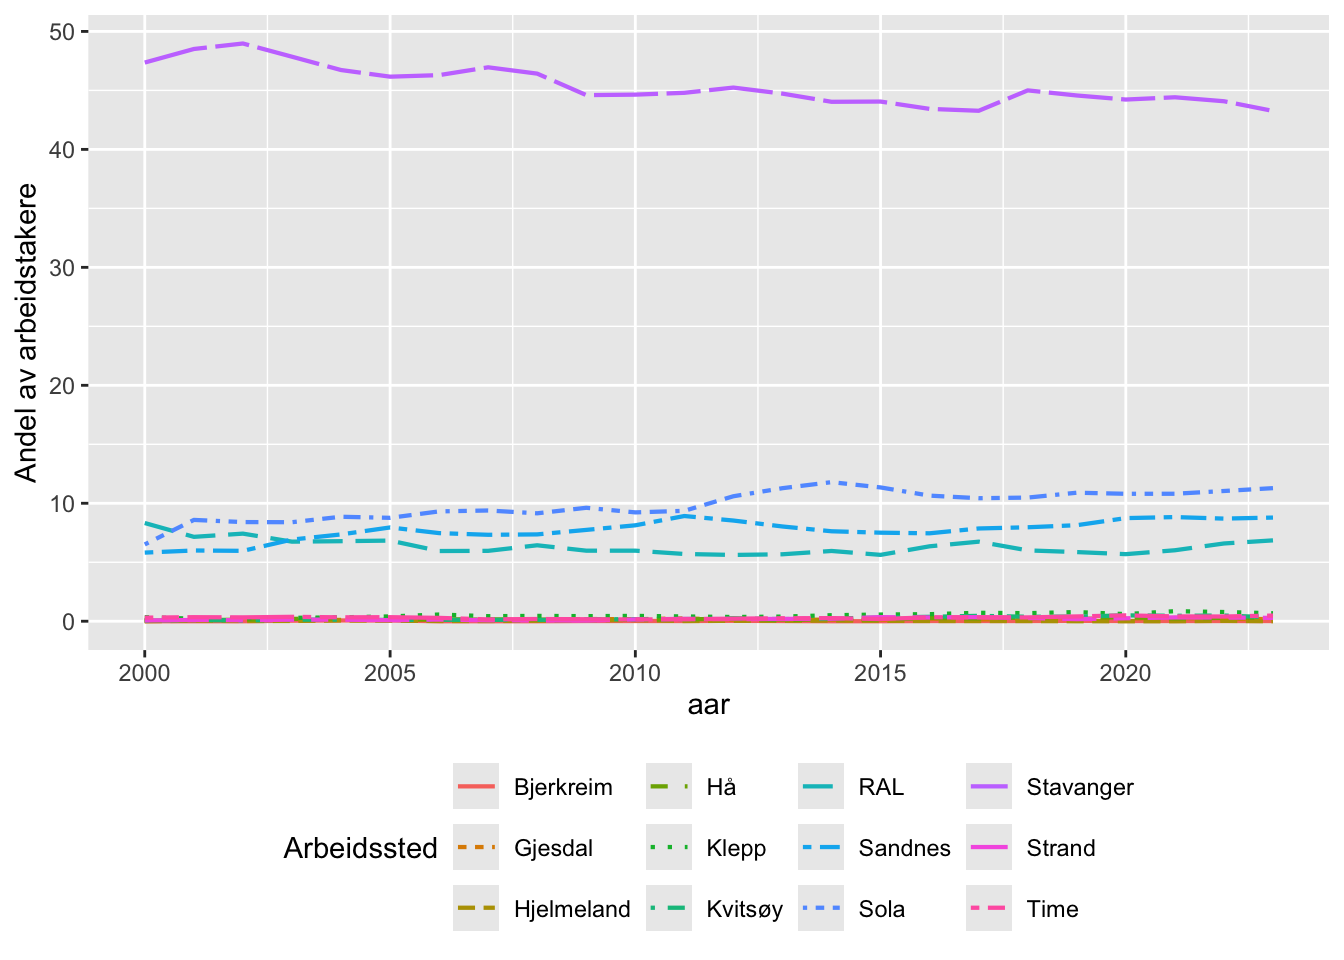 50
40
30
20
10
0
Andel av arbeidstakere
2000 2005 2010 2015 2020
aar
Arbeidssted
Bjerkreim Hå RAL Stavanger
Gjesdal Klepp Sandnes Strand
Hjelmeland Kvitsøy Sola Time